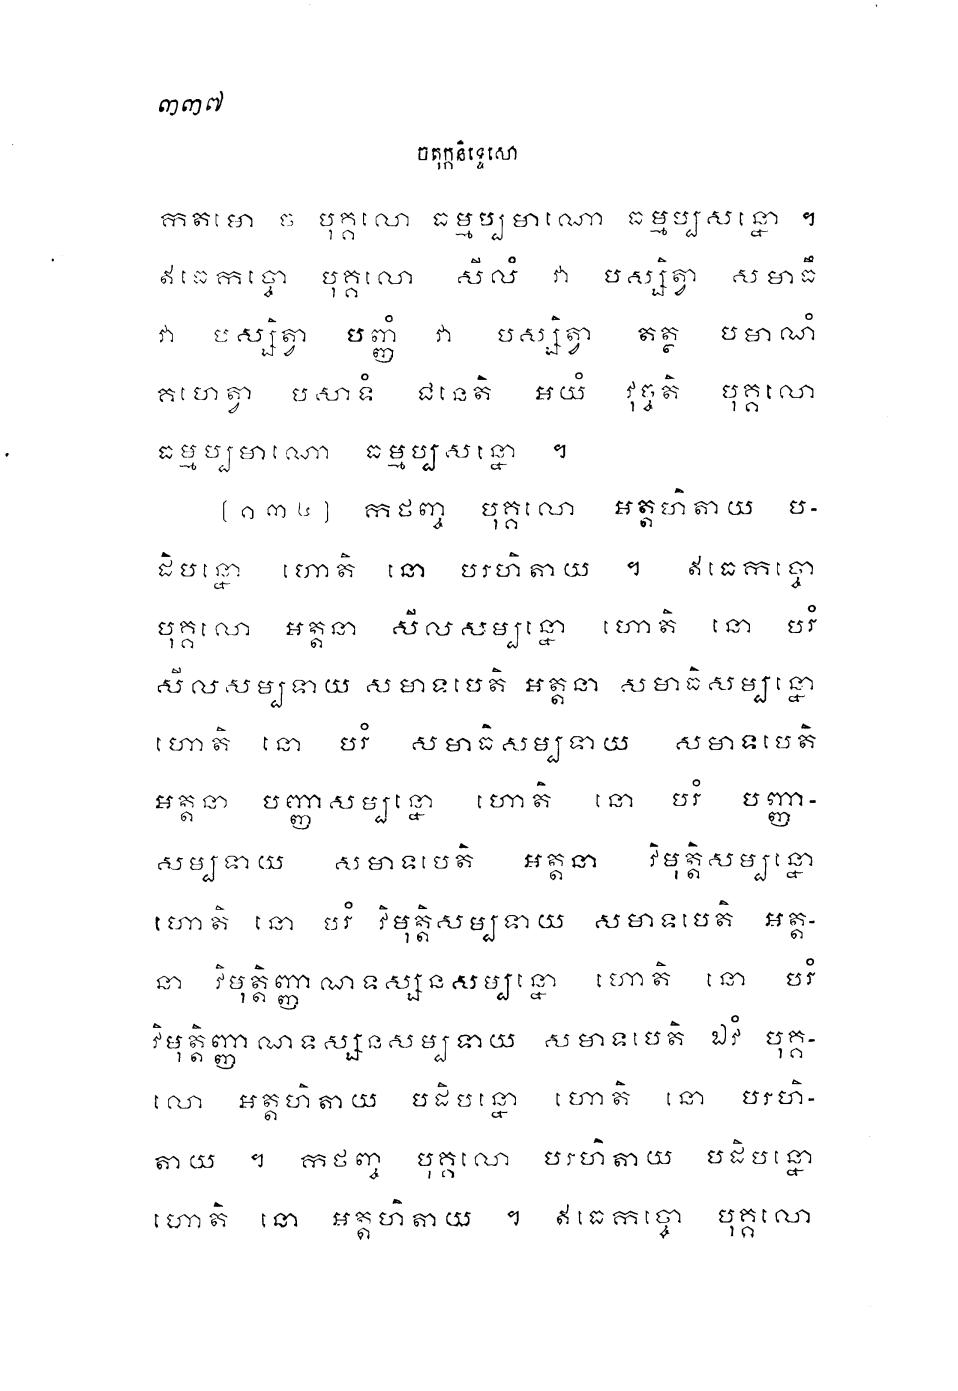 ៣៣៧
ចតុក្កនិទ្ទេសោ
កតមោ ច បុគ្គលោ ធម្មប្បមាណោ ធម្មប្បសន្នោ ។
ឥធេកច្ចោ បុគ្គលោ សីលំ វា បស្សិត្វា សមាធឹ
វា បស្សិត្វា បញ្ញំ វា បស្សិត្វា តត្ថ បមាណំ
គហេត្វា បសាទំ ជនេតិ អយំ វុច្ចតិ បុគ្គលោ
ធម្មប្បមាណោ ធម្មប្បសន្នោ ។
[១៣៤] កថញ្ច បុគ្គលោ អត្តហិតាយ ប-
ដិបន្នោ ហោតិ នោ បរហិតាយ ។ ឥធេកច្ចោ
បុគ្គលោ អត្តនា សីលសម្បន្នោ ហោតិ នោ បរំ
សីលសម្បទាយ សមាទបេតិ អត្តនា សមាធិសម្បន្នោ
ហោតិ នោ បរំ សមាធិសម្បទាយ សមាទបេតិ
អត្តនា បញ្ញាសម្បន្នោ ហោតិ នោ បរំ បញ្ញា-
សម្បទាយ សមាទបេតិ អត្តនា វិមុត្តិសម្បន្នោ
ហោតិ នោ បរំ វិមុត្តិសម្បទាយ សមាទបេតិ អត្ត-
នា វិមុត្តិញ្ញាណទស្សនសម្បន្នោ ហោតិ នោ បរំ
វិមុត្តិញ្ញាណទស្សនសម្បទាយ សមាទបេតិ ឯវំ បុគ្គ-
លោ អត្តហិតាយ បដិបន្នោ ហោតិ នោ បរហិ-
តាយ ។ កថញ្ច បុគ្គលោ បរហិតាយ បដិបន្នោ
ហោតិ នោ អត្តហិតាយ ។ ឥធេកច្ចោ បុគ្គលោ